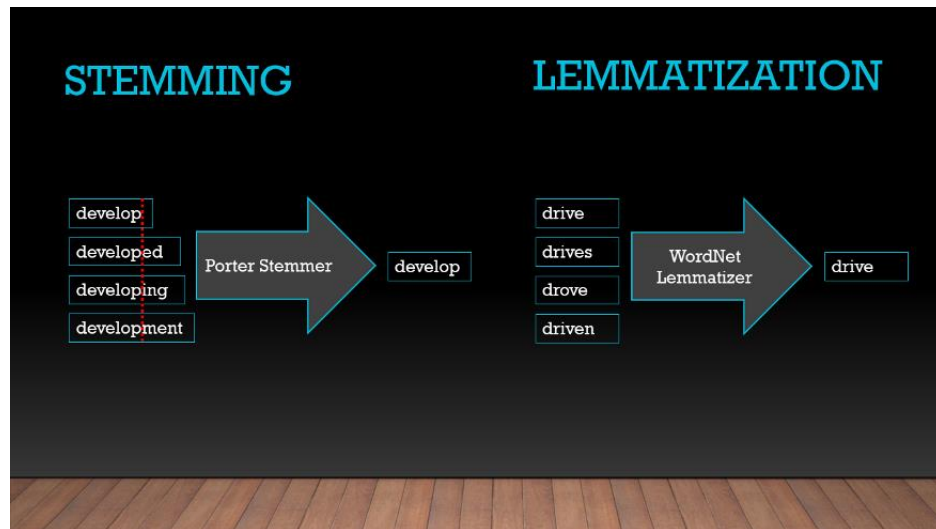 STEMMING
develop
developed
developing
development
Porter Stemmer
develop
LEMMATIZATION
drive
drives
drove
driven
WordNet
Lemmatizer
drive